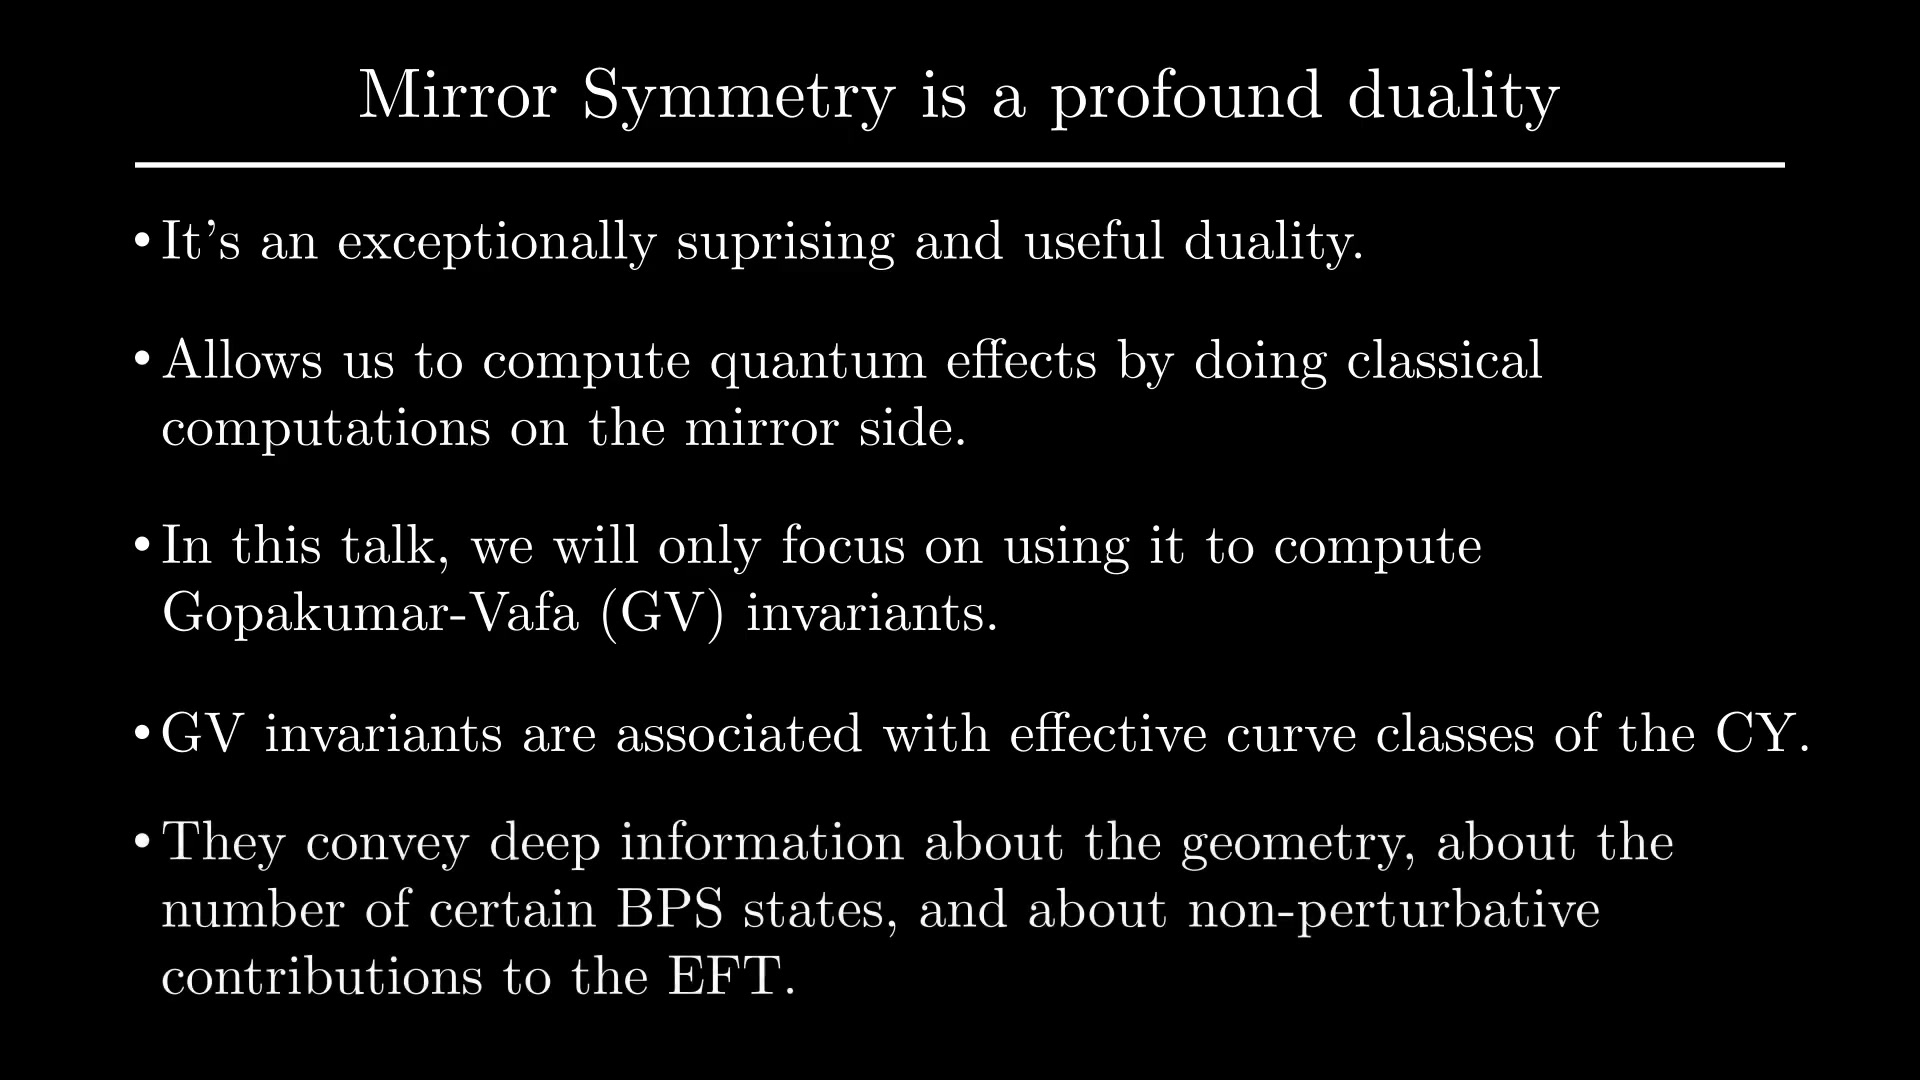 Mirror Symmetry is a profound duality
•It's an exceptionally suprising and useful duality.
•Allows us to compute quantum effects by doing classical
computations on the mirror side.
•In this talk, we will only focus on using it to compute
Gopakumar-Vafa (GV) invariants.
•GV invariants are associated with effective curve classes of the CY.
•They convey deep information about the geometry, about the
number of certain BPS states, and about non-perturbative
contributions to the EFT.